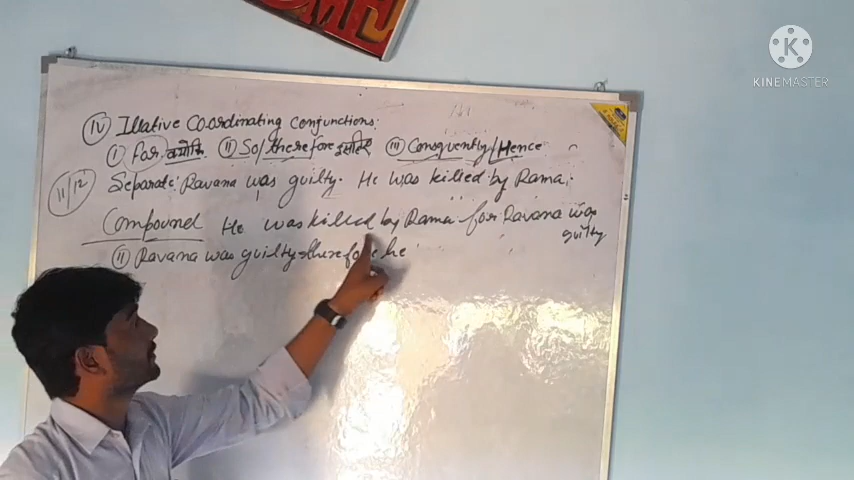 KINEMASTER
IV Illative Coordinating Conjunctions:
I For क्योंकि II So/therefore इसलिए III Consquently/Hence
11/12 Separate: Ravana was guilty. He was killed by Rama.
Compound He was killed by Rama for Ravana was
guilty
II Ravana was guilty therefore he